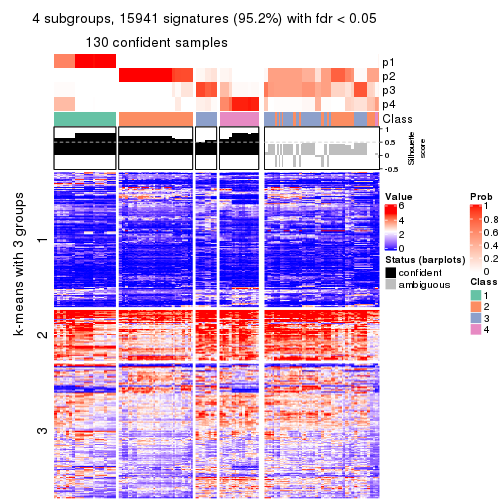 4 subgroups, 15941 signatures (95.2%) with fdr < 0.05
130 confident samples
p1
p2
p3
p4
Class
1
0.5
0
-0.5
Silhouette
score
k-means with 3 groups
1
2
3
Value
6
4
2
0
Status (barplots)
confident
ambiguous
Prob
1
0.8
0.6
0.4
0.2
0
Class
1
2
3
4